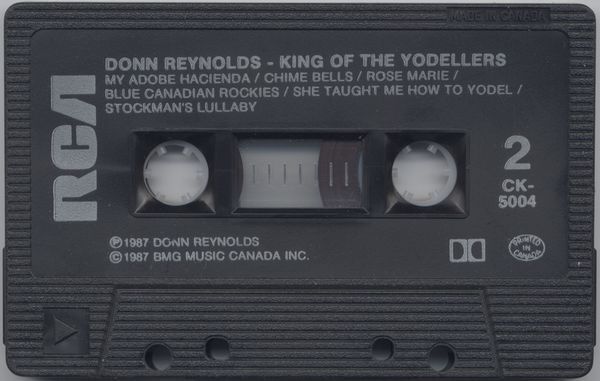 MADE IN CANADA
RCA
DONN REYNOLDS - KING OF THE YODELLERS
MY ADOBE HACIENDA / CHIME BELLS / ROSE MARIE /
BLUE CANADIAN ROCKIES / SHE TAUGHT ME HOW TO YODEL /
STOCKMAN'S LULLABY
2
CK-
5004
Ⓟ1987 DONN REYNOLDS
©1987 BMG MUSIC CANADA INC.
PRINTED
IN
CANADA